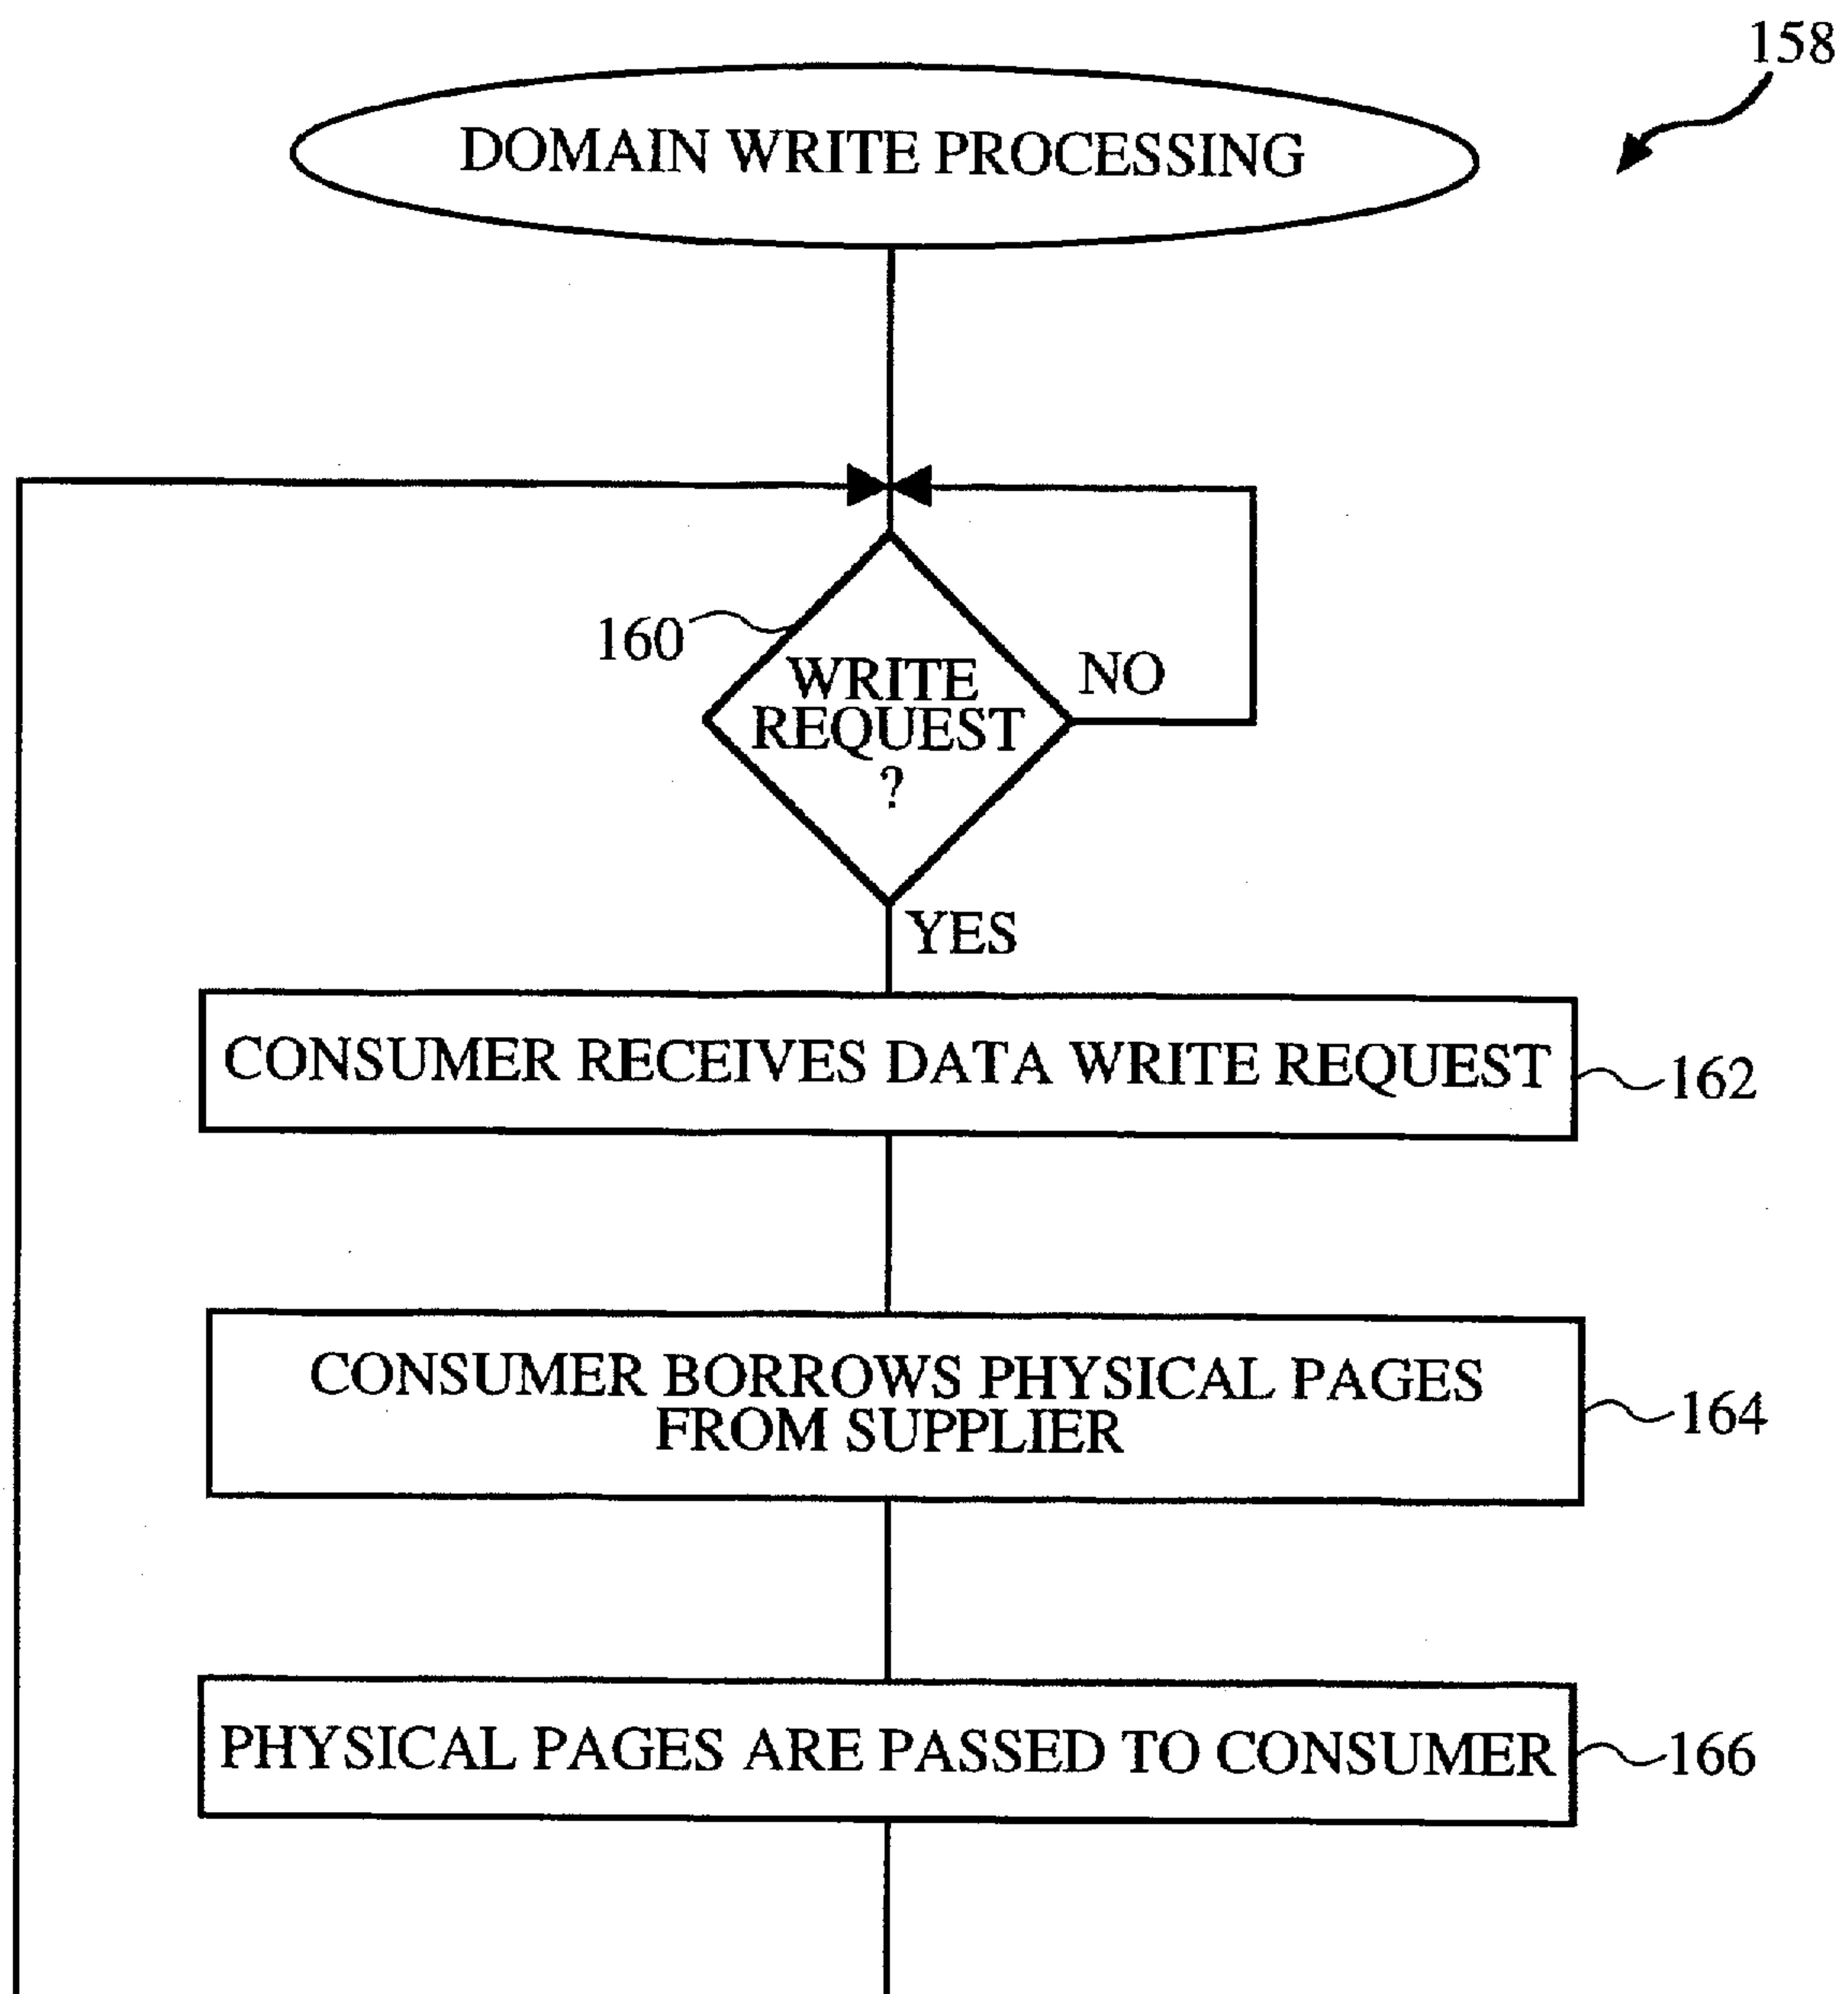 158
DOMAIN WRITE PROCESSING
160
WRITE
REQUEST
?
NO
YES
CONSUMER RECEIVES DATA WRITE REQUEST
162
CONSUMER BORROWS PHYSICAL PAGES
FROM SUPPLIER
164
PHYSICAL PAGES ARE PASSED TO CONSUMER
166